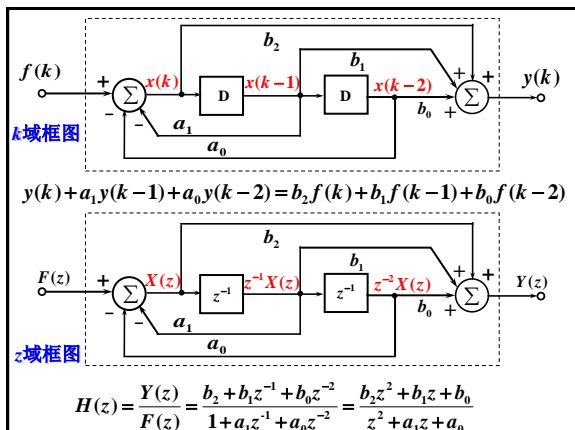 b₂
f(k) + Σ x(k) D x(k−1) D b₁ x(k−2) + + + Σ y(k)
− − a₁ b₀
k域框图 a₀
y(k)+a₁y(k−1)+a₀y(k−2)=b₂f(k)+b₁f(k−1)+b₀f(k−2)
b₂
F(z) + Σ X(z) z⁻¹ z⁻¹X(z) z⁻¹ b₁ z⁻²X(z) + + + Σ Y(z)
− − a₁ b₀
z域框图 a₀
H(z) = Y(z)/F(z) = (b₂+b₁z⁻¹+b₀z⁻²)/(1+a₁z⁻¹+a₀z⁻²) = (b₂z²+b₁z+b₀)/(z²+a₁z+a₀)